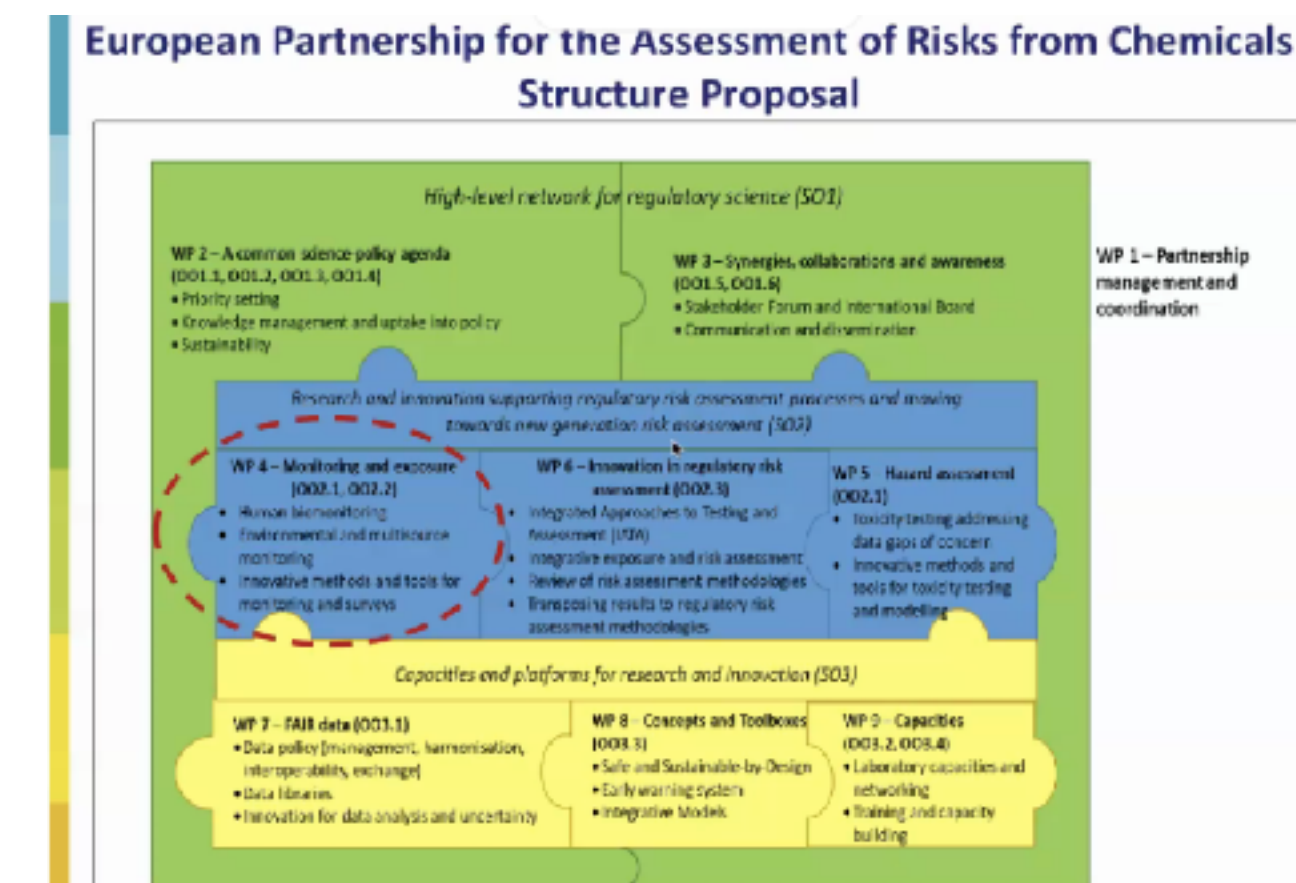 European Partnership for the Assessment of Risks from Chemicals
Structure Proposal
High-level network for regulatory science (SO1)
WP 2 – A common science policy agenda
(OO1.1, OO1.2, OO1.3, OO1.4)
• Priority setting
• Knowledge management and uptake into policy
• Sustainability
WP 3 – Synergies, collaborations and awareness
(OO1.5, OO1.6)
• Stakeholder Forum and International Board
• Communication and dissemination
WP 1 – Partnership
management and
coordination
Research and innovation supporting regulatory risk assessment processes and moving
towards new generation risk assessment (SO2)
WP 4 – Monitoring and exposure
(OO2.1, OO2.2)
• Human biomonitoring
• Environmental and multisource
monitoring
• Innovative methods and tools for
monitoring and surveys
WP 6 – Innovation in regulatory risk
assessment (OO2.3)
• Integrated Approaches to Testing and
Assessment (IATA)
• Integrative exposure and risk assessment
• Review of risk assessment methodologies
• Transposing results to regulatory risk
assessment methodologies
WP 5 – Hazard assessment
(OO2.1)
• Toxicity testing addressing
data gaps of concern
• Innovative methods and
tools for toxicity testing
and modelling
Capacities and platforms for research and innovation (SO3)
WP 7 – FAIR data (OO3.1)
• Data policy (management, harmonisation,
interoperability, exchange)
• Data libraries
• Innovation for data analysis and uncertainty
WP 8 – Concepts and Toolboxes
(OO3.3)
• Safe and Sustainable-by-Design
• Early warning system
• Integrative Models
WP 9 – Capacities
(OO3.2, OO3.4)
• Laboratory capacities and
networking
• Training and capacity
building